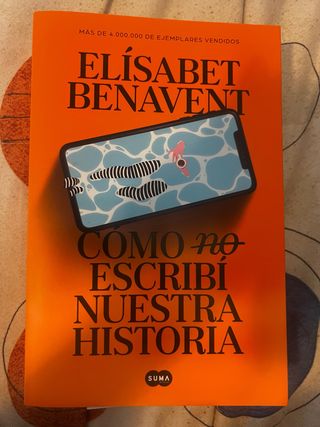 MÁS DE 4.000.000 DE EJEMPLARES VENDIDOS
ELÍSABET
BENAVENT
CÓMO no
ESCRIBÍ
NUESTRA
HISTORIA
SUMA